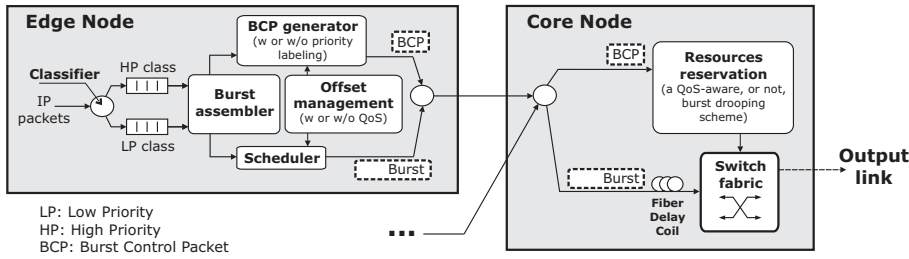 Edge Node
Classifier
IP
packets
HP class
LP class
Burst
assembler
BCP generator
(w or w/o priority
labeling)
Offset
management
(w or w/o QoS)
Scheduler
BCP
Burst
Core Node
BCP
Resources
reservation
(a QoS-aware, or not,
burst drooping
scheme)
Burst
Fiber
Delay
Coil
Switch
fabric
Output
link
LP: Low Priority
HP: High Priority
BCP: Burst Control Packet
...